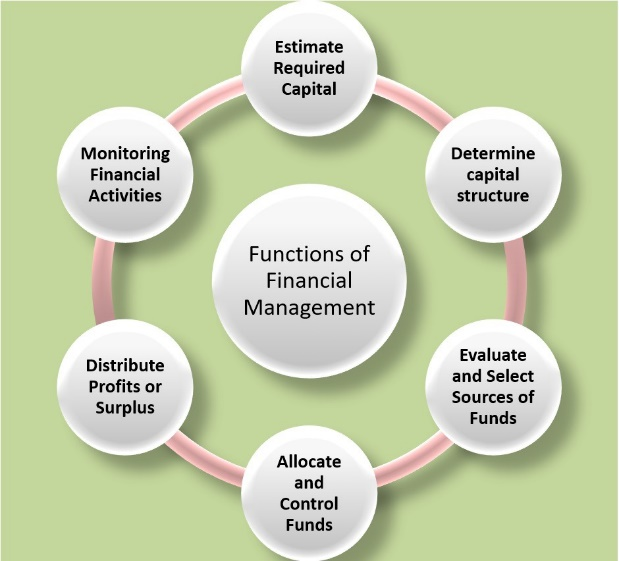 Estimate
Required
Capital
Determine
capital
structure
Evaluate
and Select
Sources of
Funds
Allocate
and
Control
Funds
Distribute
Profits or
Surplus
Monitoring
Financial
Activities
Functions of
Financial
Management